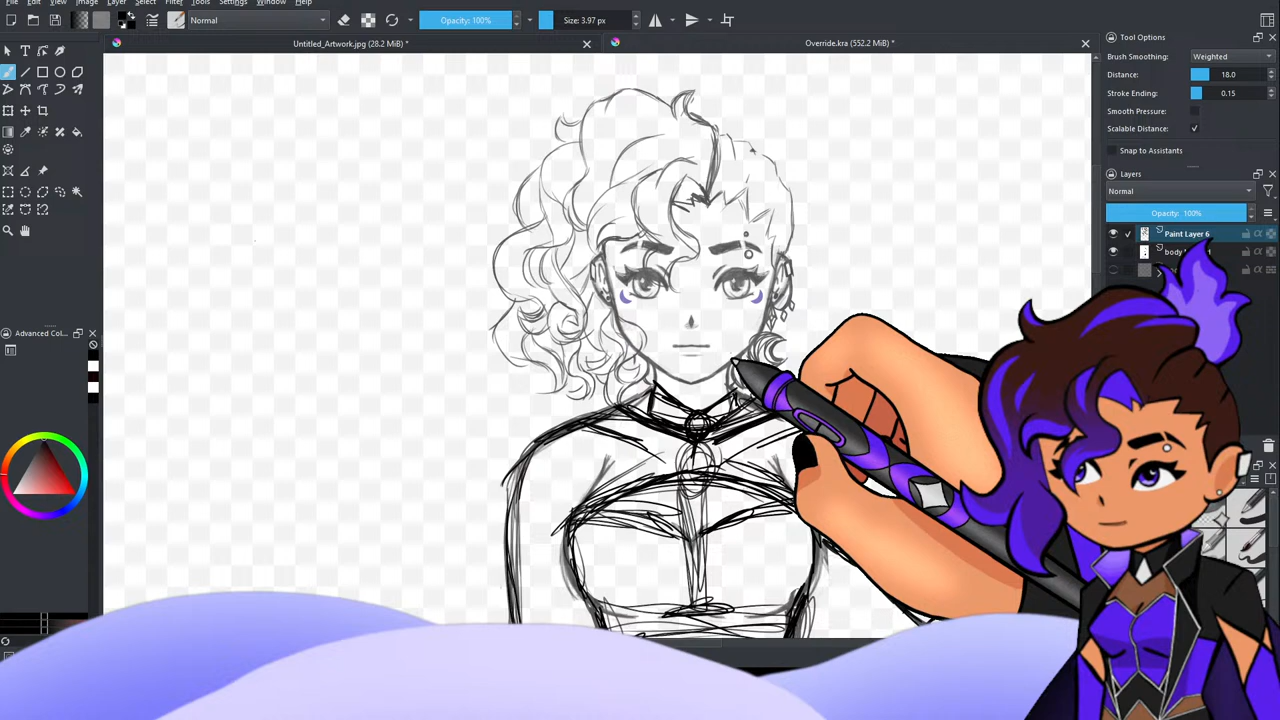 File Edit View Image Layer Select Filter Tools Settings Window Help
Normal Opacity: 100% Size: 3.97 px
Untitled_Artwork.jpg (28.2 MiB) * Override.kra (552.2 MiB) *
Tool Options
Brush Smoothing: Weighted
Distance: 18.0
Stroke Ending: 0.15
Smooth Pressure:
Scalable Distance:
Snap to Assistants
Layers
Normal
Opacity: 100%
Paint Layer 6
body
Advanced Col...